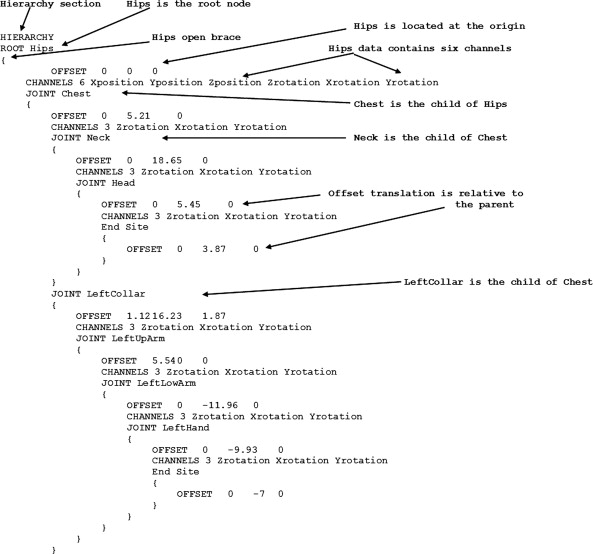 Hierarchy section
Hips is the root node
Hips is located at the origin
HIERARCHY
ROOT Hips
Hips open brace
Hips data contains six channels
{
OFFSET 0 0 0
CHANNELS 6 Xposition Yposition Zposition Zrotation Xrotation Yrotation
JOINT Chest
Chest is the child of Hips
{
OFFSET 0 5.21 0
CHANNELS 3 Zrotation Xrotation Yrotation
JOINT Neck
Neck is the child of Chest
{
OFFSET 0 18.65 0
CHANNELS 3 Zrotation Xrotation Yrotation
JOINT Head
{
Offset translation is relative to
the parent
OFFSET 0 5.45 0
CHANNELS 3 Zrotation Xrotation Yrotation
End Site
{
OFFSET 0 3.87 0
}
}
}
LeftCollar is the child of Chest
JOINT LeftCollar
{
OFFSET 1.1216.23 1.87
CHANNELS 3 Zrotation Xrotation Yrotation
JOINT LeftUpArm
{
OFFSET 5.540 0
CHANNELS 3 Zrotation Xrotation Yrotation
JOINT LeftLowArm
{
OFFSET 0 -11.96 0
CHANNELS 3 Zrotation Xrotation Yrotation
JOINT LeftHand
{
OFFSET 0 -9.93 0
CHANNELS 3 Zrotation Xrotation Yrotation
End Site
{
OFFSET 0 -7 0
}
}
}
}
}